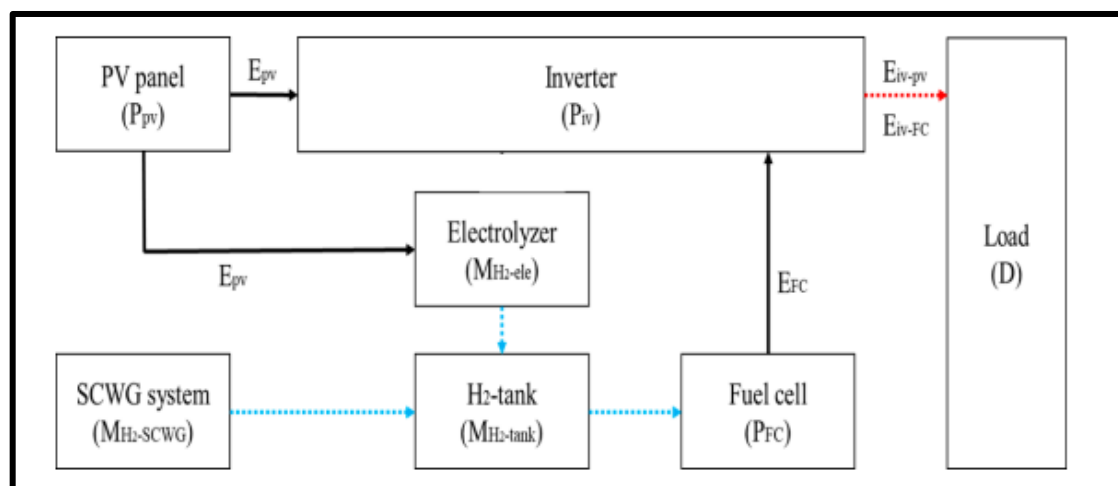 PV panel
(Ppv)
Epv
Inverter
(Piv)
Eiv-pv
Eiv-FC
Load
(D)
Electrolyzer
(MH2-ele)
Epv
EFC
SCWG system
(MH2-SCWG)
H2-tank
(MH2-tank)
Fuel cell
(PFC)